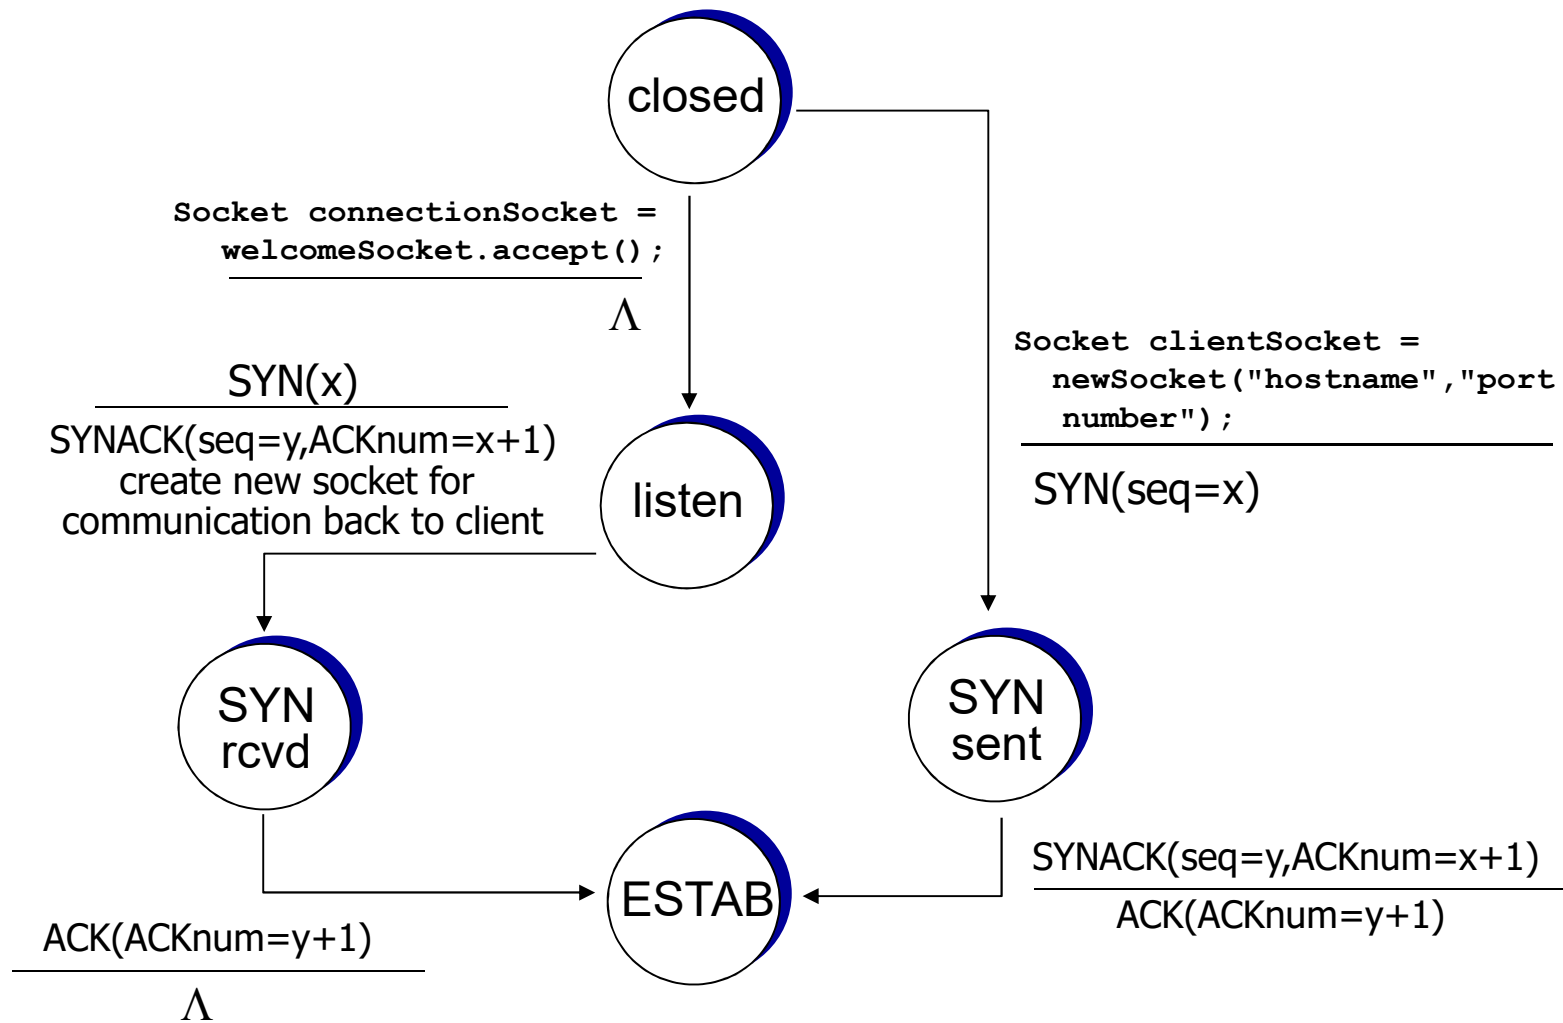 closed
Socket connectionSocket =
welcomeSocket.accept();
Λ
Socket clientSocket =
newSocket("hostname","port
number");
SYN(seq=x)
SYN(x)
SYNACK(seq=y,ACKnum=x+1)
create new socket for
communication back to client
listen
SYN
rcvd
SYN
sent
ESTAB
SYNACK(seq=y,ACKnum=x+1)
ACK(ACKnum=y+1)
ACK(ACKnum=y+1)
Λ